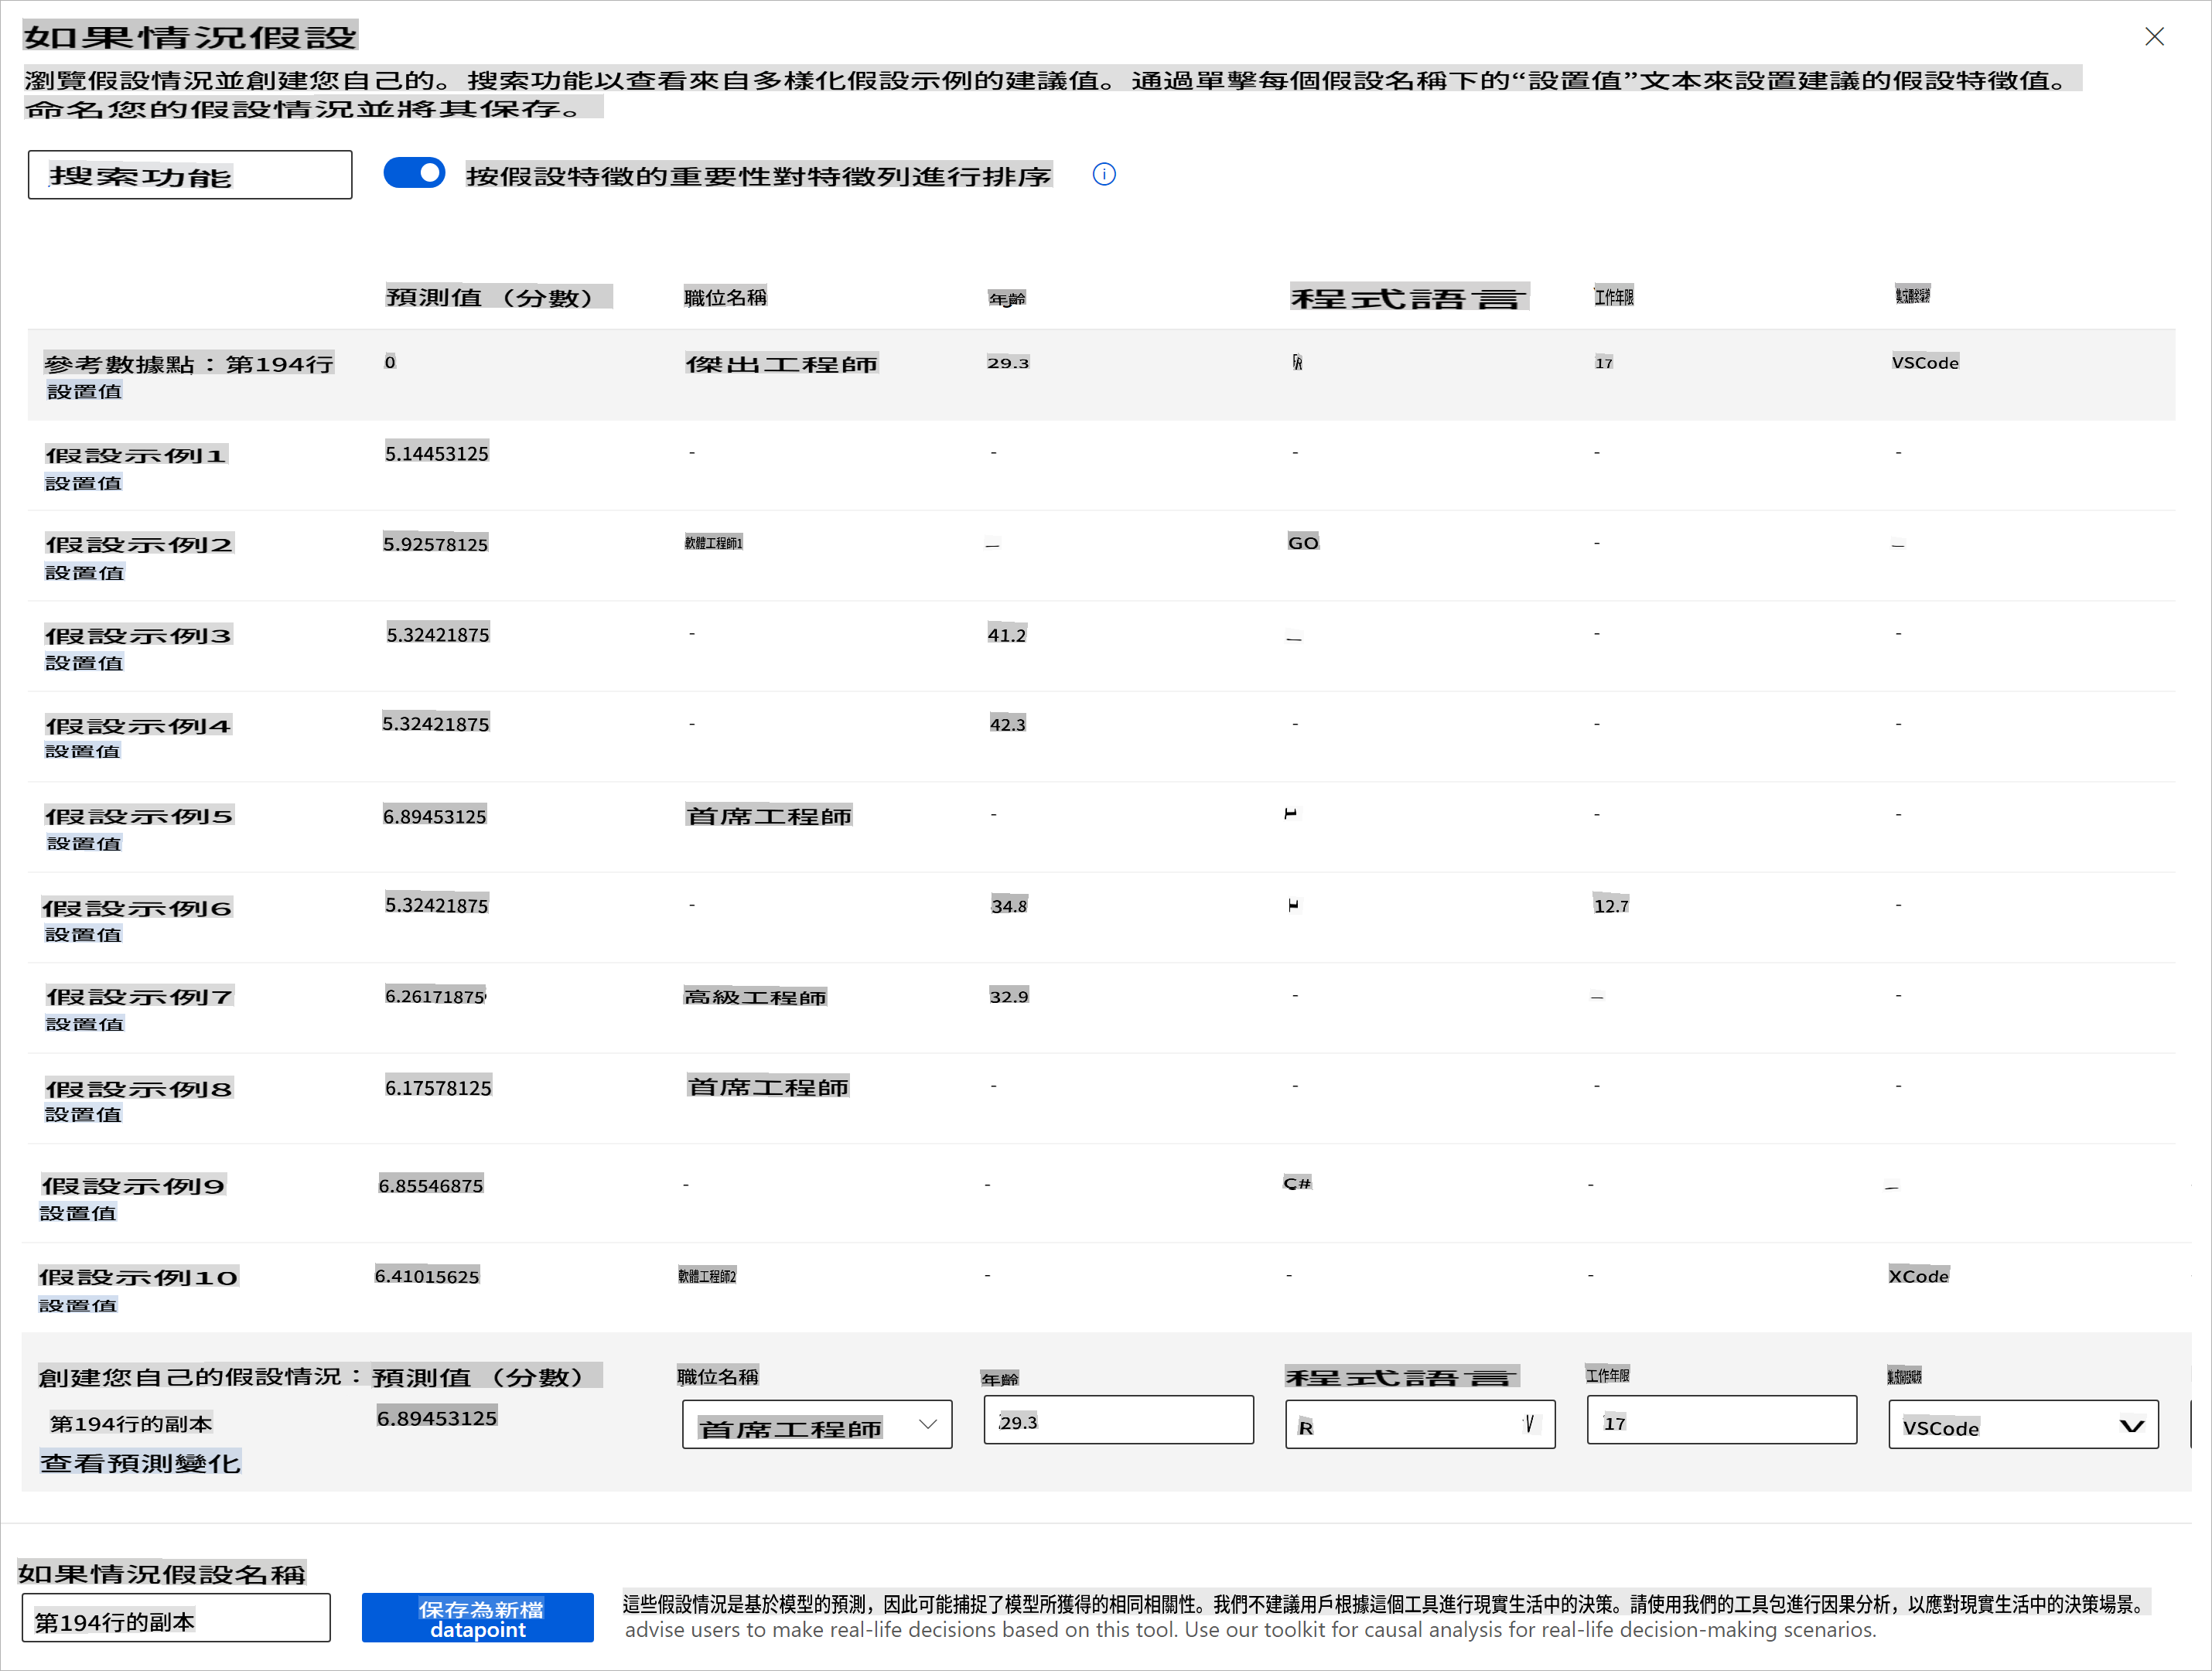 如果情況假設
瀏覽假設情況並創建您自己的。搜索功能以查看來自多樣化假設示例的建議值。通過單擊每個假設名稱下的“設置值”文本來設置建議的假設特徵值。
命名您的假設情況並將其保存。
搜索功能
按假設特徵的重要性對特徵列進行排序
預測值（分數） 職位名稱 年齡 程式語言 工作年限
參考數據點：第194行 0 傑出工程師 29.3 R 17 VSCode
設置值
假設示例1 5.14453125 - - - - -
設置值
假設示例2 5.92578125 軟體工程師1 - GO - -
設置值
假設示例3 5.32421875 - 41.2 - - -
設置值
假設示例4 5.32421875 - 42.3 - - -
設置值
假設示例5 6.89453125 首席工程師 - - -
設置值
假設示例6 5.32421875 - 34.8 12.7 -
設置值
假設示例7 6.26171875 高級工程師 32.9 - - -
設置值
假設示例8 6.17578125 首席工程師 - - - -
設置值
假設示例9 6.85546875 - - C# - -
設置值
假設示例10 6.41015625 軟體工程師2 - - - XCode
設置值
創建您自己的假設情況： 預測值（分數） 職位名稱 年齡 程式語言 工作年限
第194行的副本 6.89453125 首席工程師 29.3 R 17 VSCode
查看預測變化
如果情況假設名稱
第194行的副本
保存為新檔
datapoint
這些假設情況是基於模型的預測，因此可能捕捉了模型所獲得的相同相關性。我們不建議用戶根據這個工具進行現實生活中的決策。請使用我們的工具包進行因果分析，以應對現實生活中的決策場景。
advise users to make real-life decisions based on this tool. Use our toolkit for causal analysis for real-life decision-making scenarios.